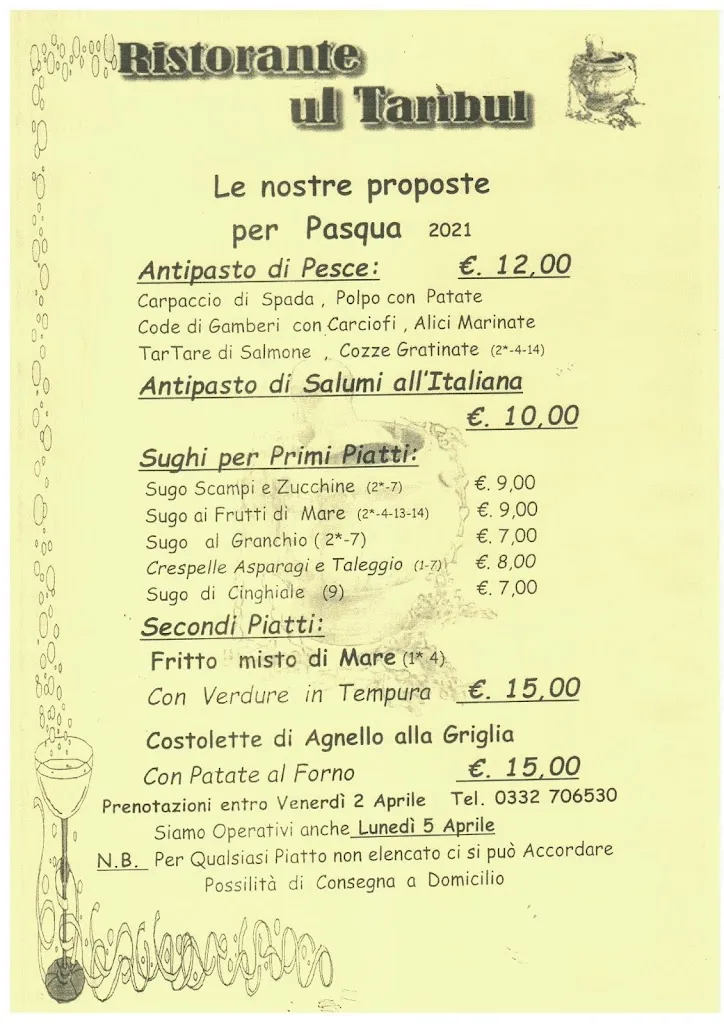 Ristorante
ul Tarìbul
Le nostre proposte
per Pasqua 2021
Antipasto di Pesce: €. 12,00
Carpaccio di Spada , Polpo con Patate
Code di Gamberi con Carciofi , Alici Marinate
TarTare di Salmone , Cozze Gratinate (2*-4-14)
Antipasto di Salumi all'Italiana
€. 10,00
Sughi per Primi Piatti:
Sugo Scampi e Zucchine (2*-7) €. 9,00
Sugo ai Frutti di Mare (2*-4-13-14) €. 9,00
Sugo al Granchio ( 2*-7) €. 7,00
Crespelle Asparagi e Taleggio (1-7) €. 8,00
Sugo di Cinghiale (9) €. 7,00
Secondi Piatti:
Fritto misto di Mare (1* 4)
Con Verdure in Tempura €. 15,00
Costolette di Agnello alla Griglia
Con Patate al Forno €. 15,00
Prenotazioni entro Venerdì 2 Aprile Tel. 0332 706530
Siamo Operativi anche Lunedì 5 Aprile
N.B. Per Qualsiasi Piatto non elencato ci si può Accordare
Possilità di Consegna a Domicilio